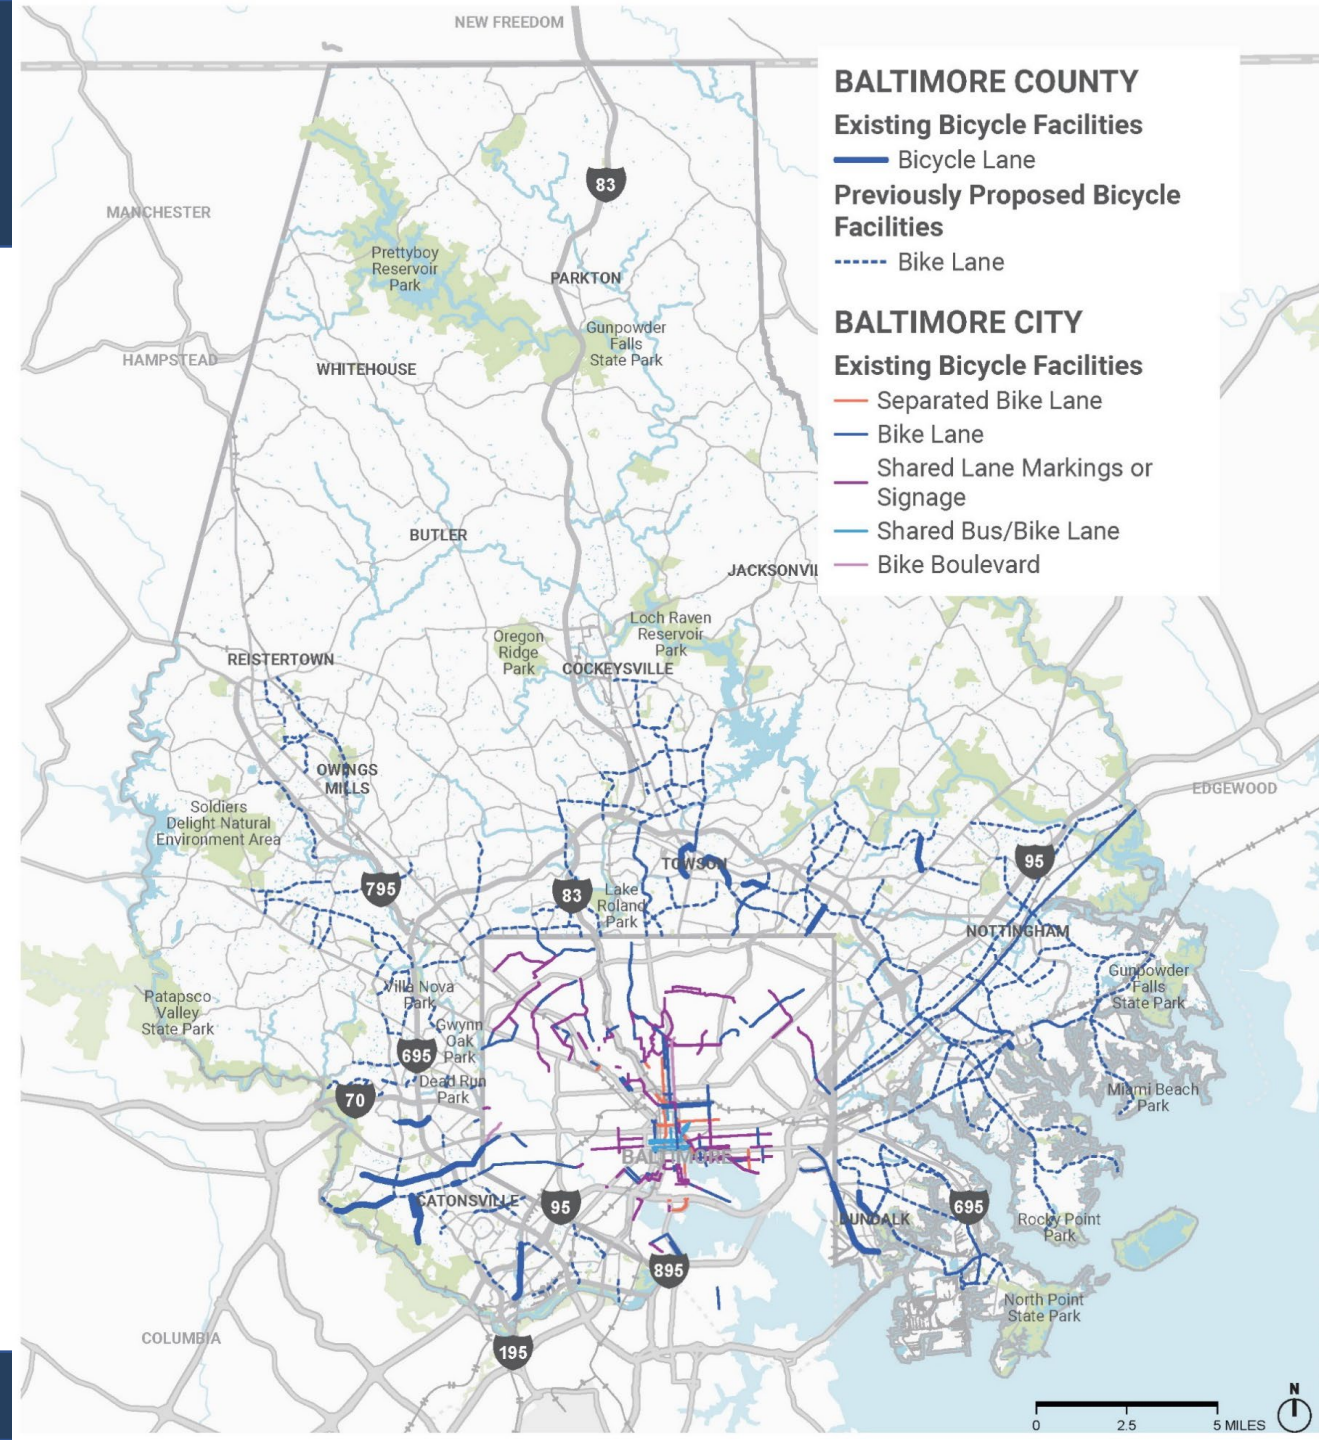 NEW FREEDOM
BALTIMORE COUNTY
Existing Bicycle Facilities
Bicycle Lane
Previously Proposed Bicycle
Facilities
Bike Lane
BALTIMORE CITY
Existing Bicycle Facilities
Separated Bike Lane
Bike Lane
Shared Lane Markings or
Signage
Shared Bus/Bike Lane
Bike Boulevard
83
MANCHESTER
Prettyboy
Reservoir
Park
PARKTON
Gunpowder
Falls
State Park
HAMPSTEAD
WHITEHOUSE
BUTLER
JACKSONVIL
Loch Raven
Reservoir
Park
Oregon
Ridge
Park
REISTERTOWN
COCKEYSVILLE
OWINGS
MILLS
EDGEWOOD
Soldiers
Delight Natural
Environment Area
TOWSON
95
795
83
Lake
Roland
Park
NOTTINGHAM
Gunpowder
Falls
State Park
Villa Nova
Park
Patapsco
Valley
State Park
Gwynn
Oak
Park
695
Dead Run
Park
70
Miami Beach
Park
BALTIMORE
CATONSVILLE
95
695
DUNDALK
Rocky Point
Park
895
North Point
State Park
COLUMBIA
195
N
0
2.5
5 MILES